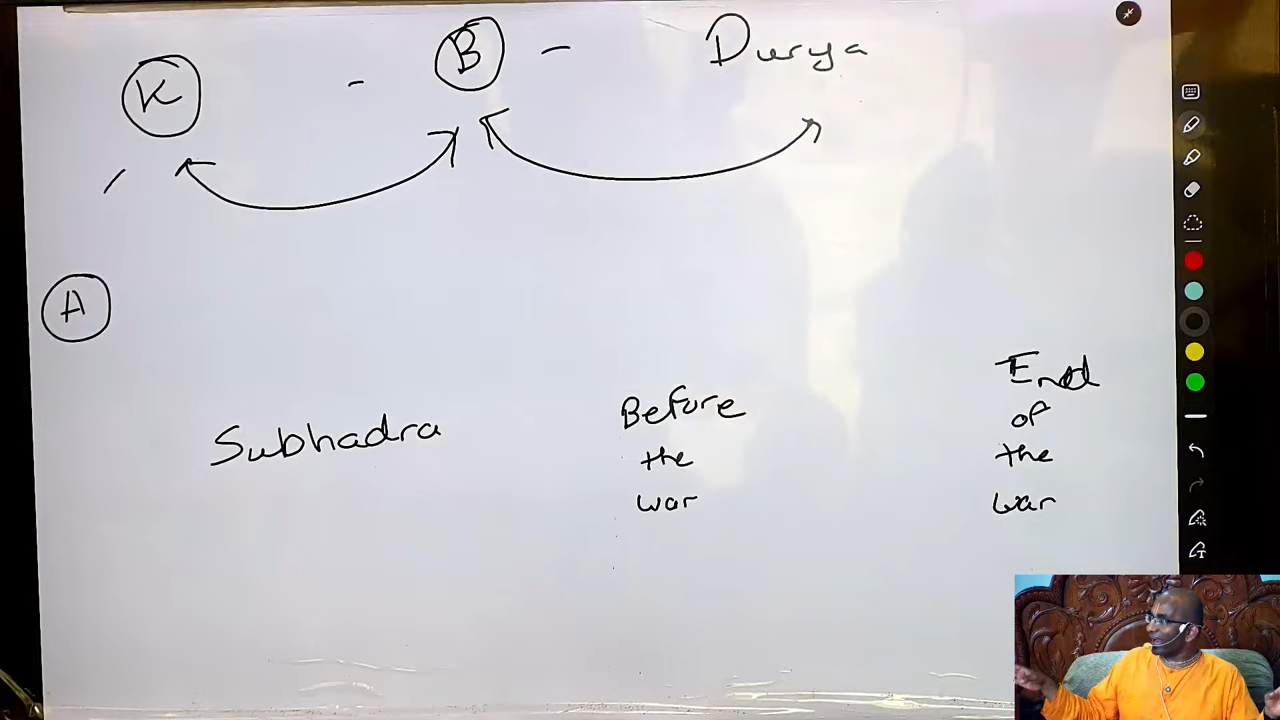 K - B - Durya
A
Subhadra
Before
the
war
End
of
the
war